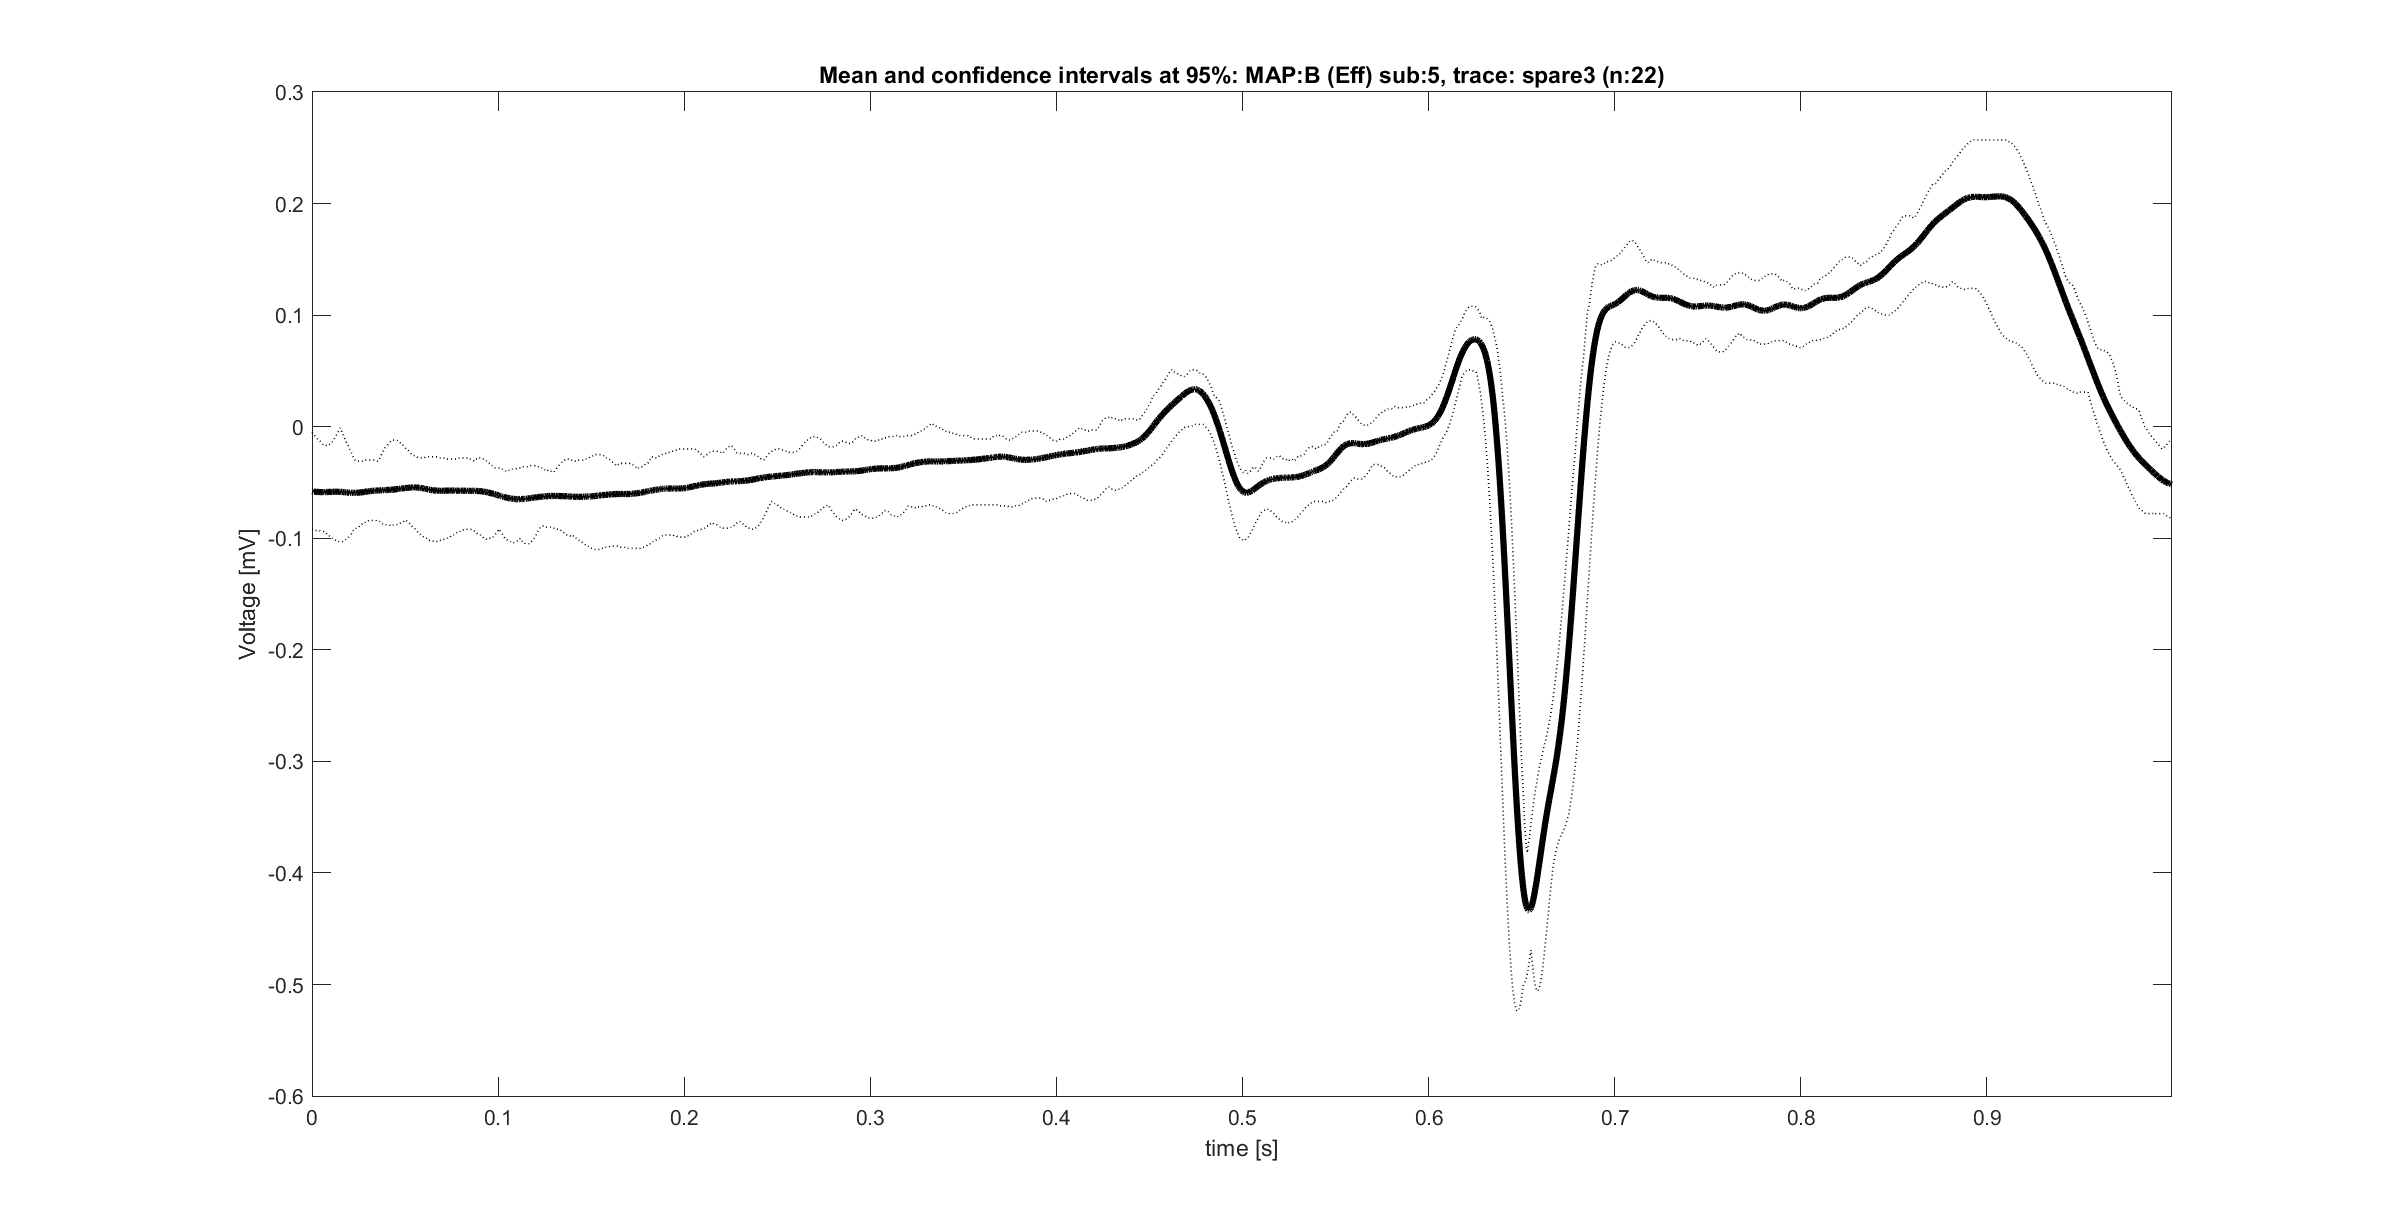 Mean and confidence intervals at 95%: MAP:B (Eff) sub:5, trace: spare3 (n:22)
0.3
0.2
0.1
0
-0.1
-0.2
-0.3
-0.4
-0.5
-0.6
Voltage [mV]
0 0.1 0.2 0.3 0.4 0.5 0.6 0.7 0.8 0.9
time [s]